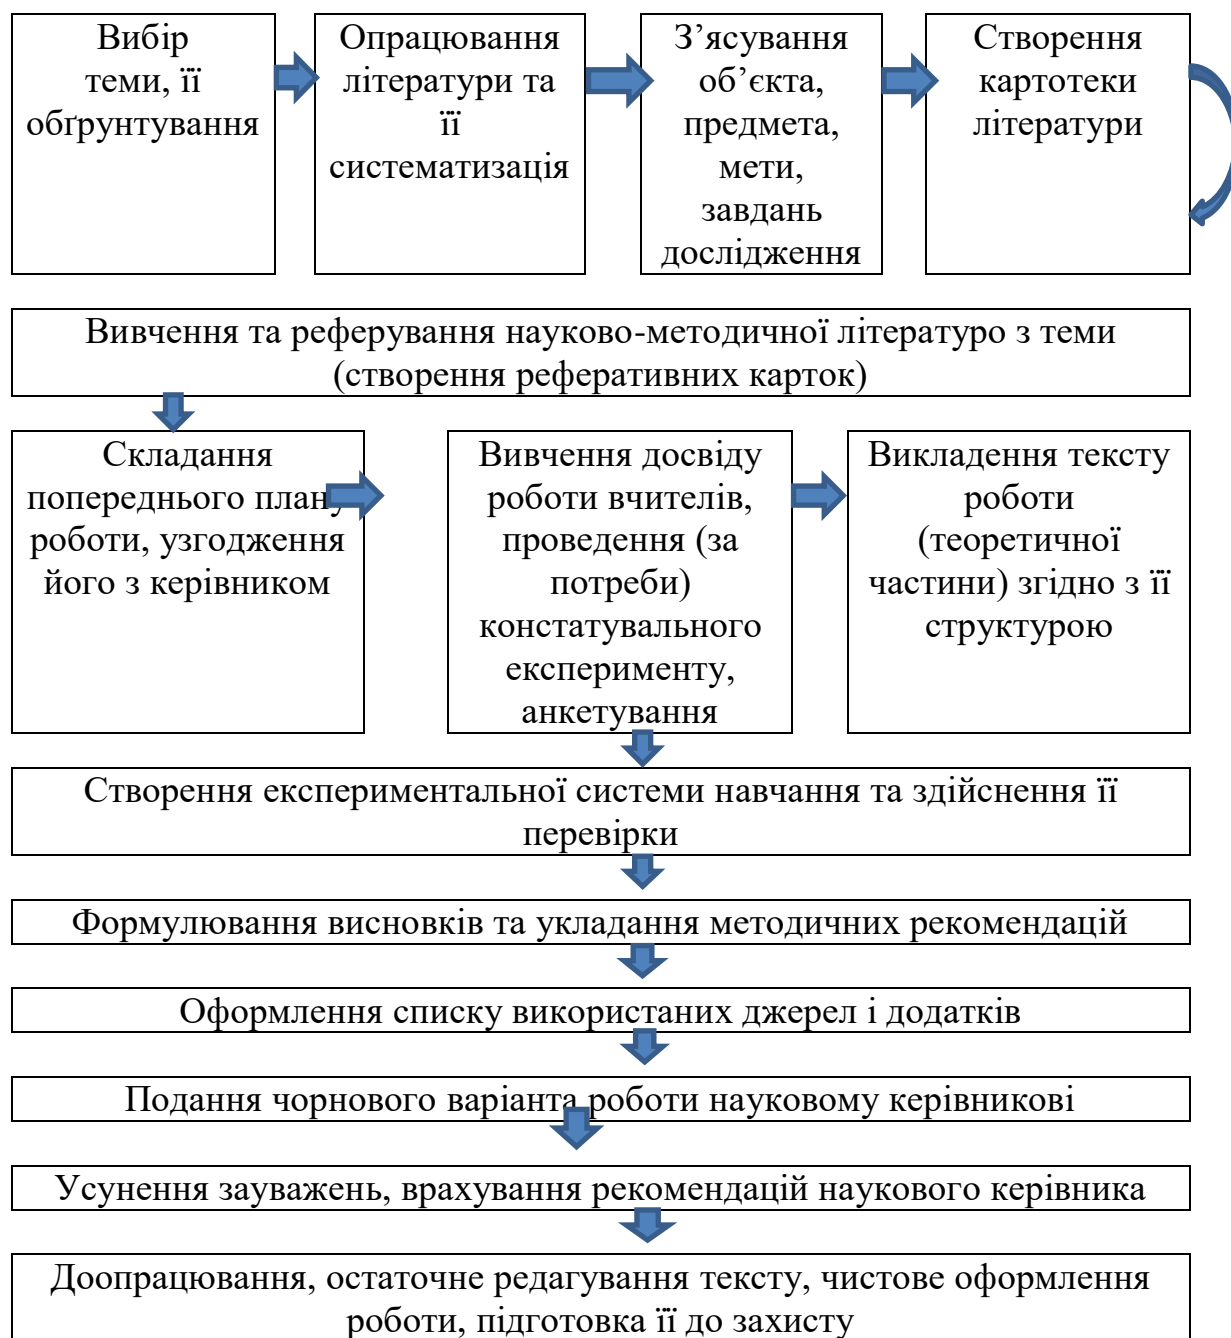 Вибір
теми, її
обґрунтування
Опрацювання
літератури та
її
систематизація
З’ясування
об’єкта,
предмета,
мети,
завдань
дослідження
Створення
картотеки
літератури
Вивчення та реферування науково-методичної літературо з теми
(створення реферативних карток)
Складання
попереднього плану
роботи, узгодження
його з керівником
Вивчення досвіду
роботи вчителів,
проведення (за
потреби)
констатувального
експерименту,
анкетування
Викладення тексту
роботи
(теоретичної
частини) згідно з її
структурою
Створення експериментальної системи навчання та здійснення її
перевірки
Формулювання висновків та укладання методичних рекомендацій
Оформлення списку використаних джерел і додатків
Подання чорнового варіанта роботи науковому керівникові
Усунення зауважень, врахування рекомендацій наукового керівника
Доопрацювання, остаточне редагування тексту, чистове оформлення
роботи, підготовка її до захисту